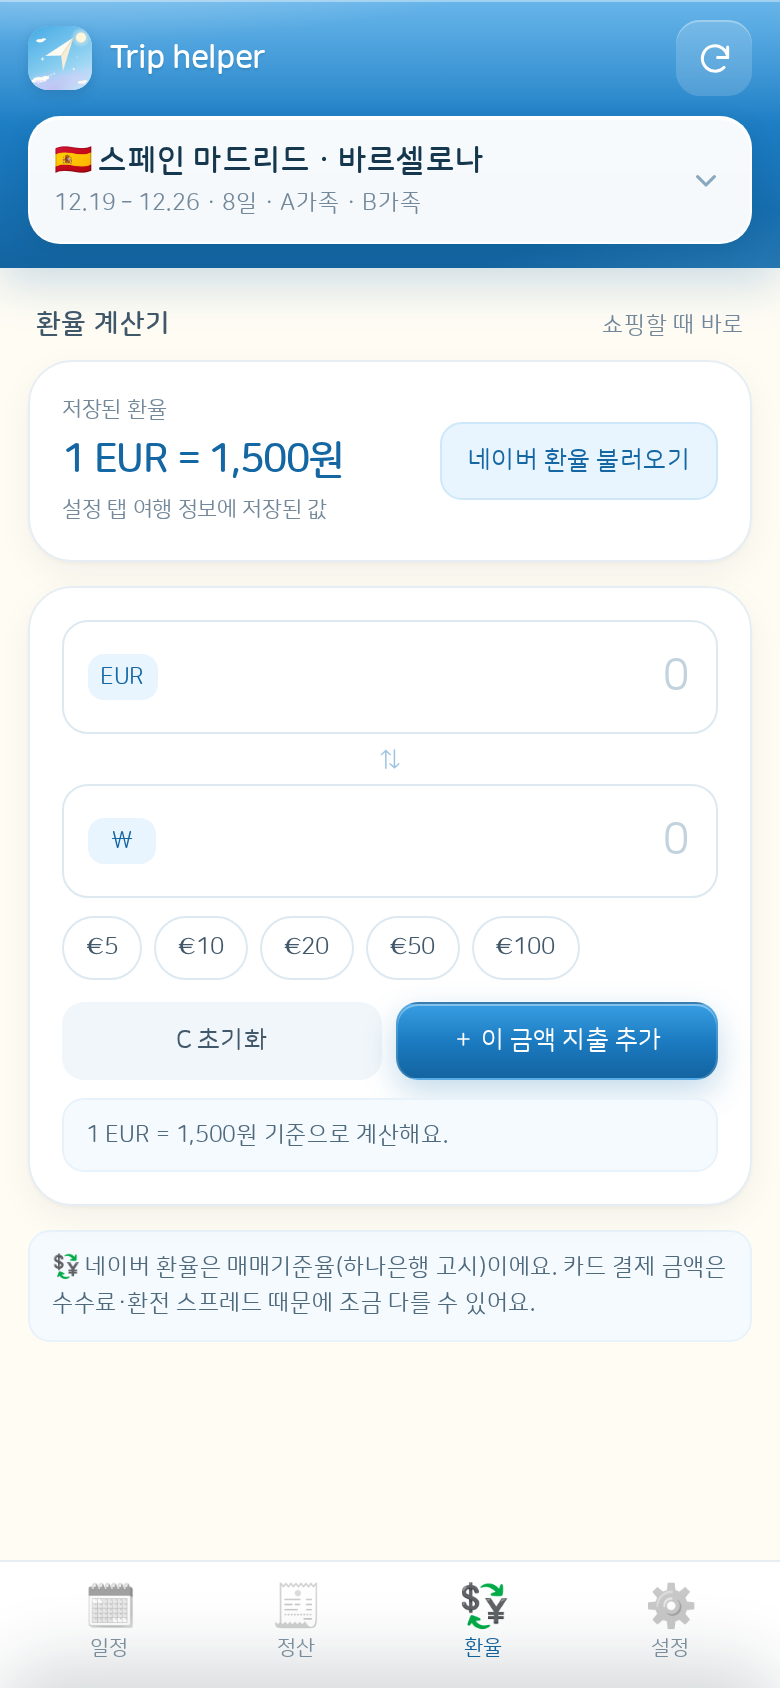 Trip helper
🇪🇸 스페인 마드리드 · 바르셀로나
12.19 – 12.26 · 8일 · A가족 · B가족
환율 계산기
쇼핑할 때 바로
저장된 환율
1 EUR = 1,500원
설정 탭 여행 정보에 저장된 값
네이버 환율 불러오기
EUR
0
⇅
₩
0
€5 €10 €20 €50 €100
C 초기화
+ 이 금액 지출 추가
1 EUR = 1,500원 기준으로 계산해요.
💱 네이버 환율은 매매기준율(하나은행 고시)이에요. 카드 결제 금액은
수수료·환전 스프레드 때문에 조금 다를 수 있어요.
일정 정산 환율 설정